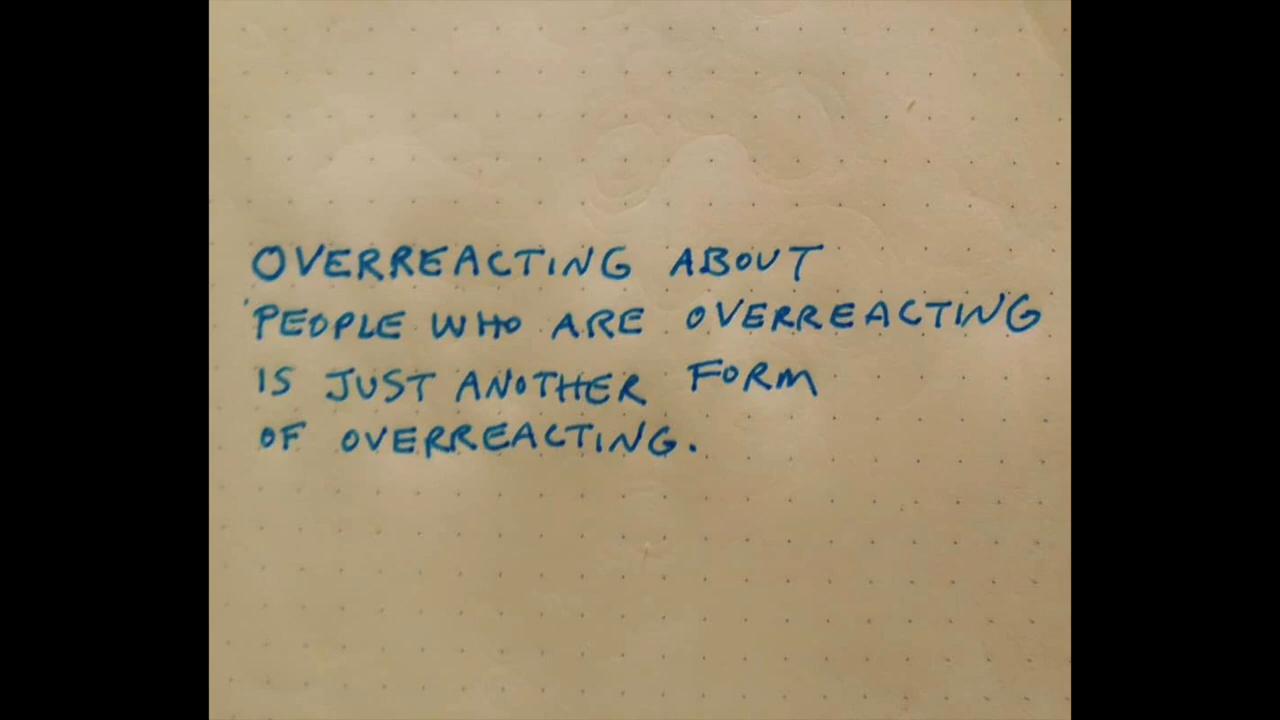 OVERREACTING ABOUT
PEOPLE WHO ARE OVERREACTING
IS JUST ANOTHER FORM
OF OVERREACTING.